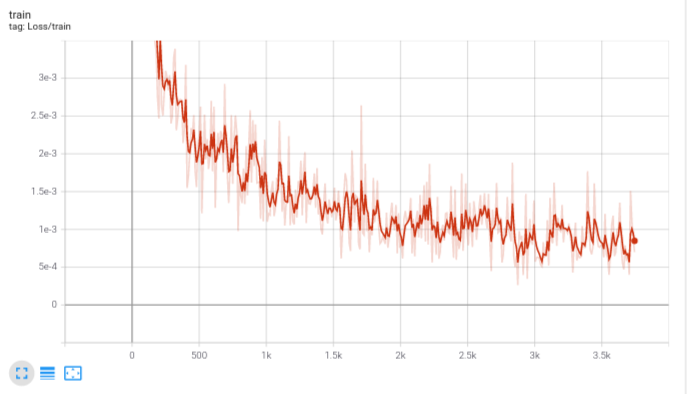 train
tag: Loss/train
3e-3
2.5e-3
2e-3
1.5e-3
1e-3
5e-4
0
0 500 1k 1.5k 2k 2.5k 3k 3.5k